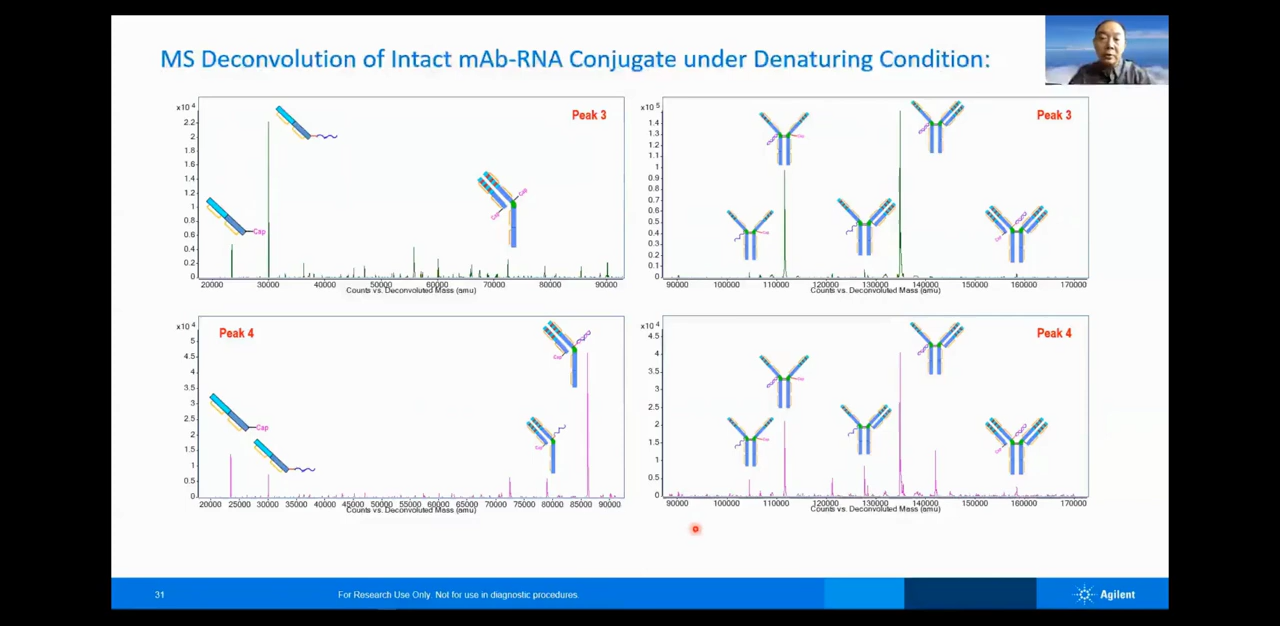 MS Deconvolution of Intact mAb-RNA Conjugate under Denaturing Condition:
x10 4
Peak 3
2.2
2
1.8
1.6
1.4
1.2
1
0.8
0.6
0.4
0.2
0
Cap
Cap
Cap
20000 30000 40000 50000 60000 70000 80000 90000
Counts vs. Deconvoluted Mass (amu)
x10 5
Peak 3
1.4
1.3
1.2
1.1
1
0.9
0.8
0.7
0.6
0.5
0.4
0.3
0.2
0.1
0
Cap
Cap
Cap
90000 100000 110000 120000 130000 140000 150000 160000 170000
Counts vs. Deconvoluted Mass (amu)
x10 4
Peak 4
5
4.5
4
3.5
3
2.5
2
1.5
1
0.5
0
Cap
Cap
Cap
20000 25000 30000 35000 40000 45000 50000 55000 60000 65000 70000 75000 80000 85000 90000
Counts vs. Deconvoluted Mass (amu)
x10 4
Peak 4
4.5
4
3.5
3
2.5
2
1.5
1
0.5
0
Cap
Cap
Cap
90000 100000 110000 120000 130000 140000 150000 160000 170000
Counts vs. Deconvoluted Mass (amu)
31
For Research Use Only. Not for use in diagnostic procedures.
Agilent